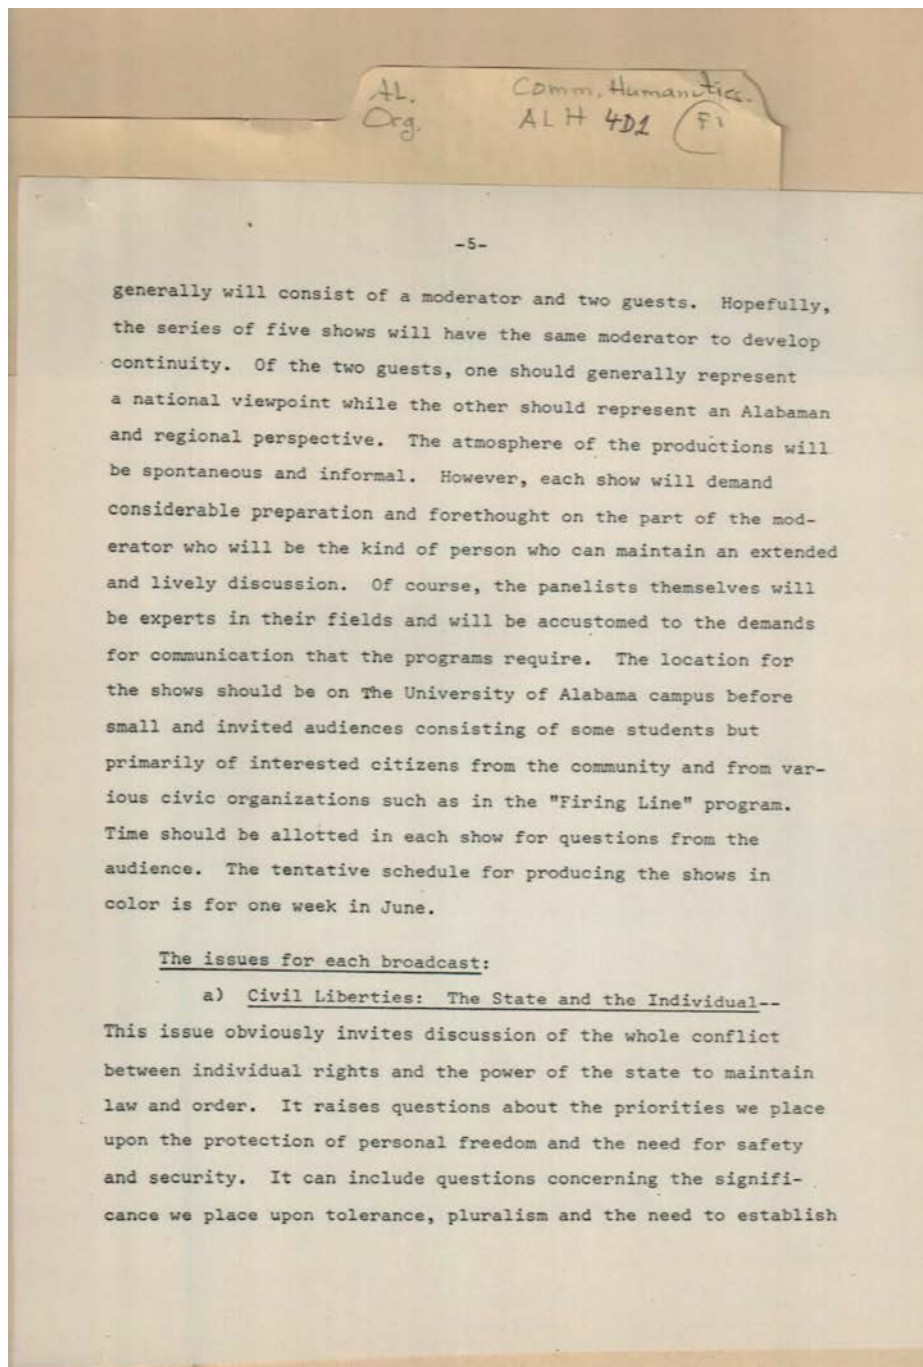 AL. Comm. Humanities.
Org. ALH 4D1 F1
-5-
generally will consist of a moderator and two guests. Hopefully,
the series of five shows will have the same moderator to develop
continuity. Of the two guests, one should generally represent
a national viewpoint while the other should represent an Alabaman
and regional perspective. The atmosphere of the productions will
be spontaneous and informal. However, each show will demand
considerable preparation and forethought on the part of the mod-
erator who will be the kind of person who can maintain an extended
and lively discussion. Of course, the panelists themselves will
be experts in their fields and will be accustomed to the demands
for communication that the programs require. The location for
the shows should be on The University of Alabama campus before
small and invited audiences consisting of some students but
primarily of interested citizens from the community and from var-
ious civic organizations such as in the "Firing Line" program.
Time should be allotted in each show for questions from the
audience. The tentative schedule for producing the shows in
color is for one week in June.
The issues for each broadcast:
a) Civil Liberties: The State and the Individual--
This issue obviously invites discussion of the whole conflict
between individual rights and the power of the state to maintain
law and order. It raises questions about the priorities we place
upon the protection of personal freedom and the need for safety
and security. It can include questions concerning the signifi-
cance we place upon tolerance, pluralism and the need to establish